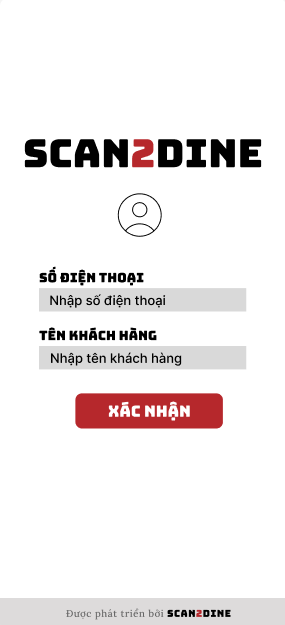 SCAN2DINE
SỐ ĐIỆN THOẠI
Nhập số điện thoại
TÊN KHÁCH HÀNG
Nhập tên khách hàng
XÁC NHẬN
Được phát triển bởi SCAN2DINE